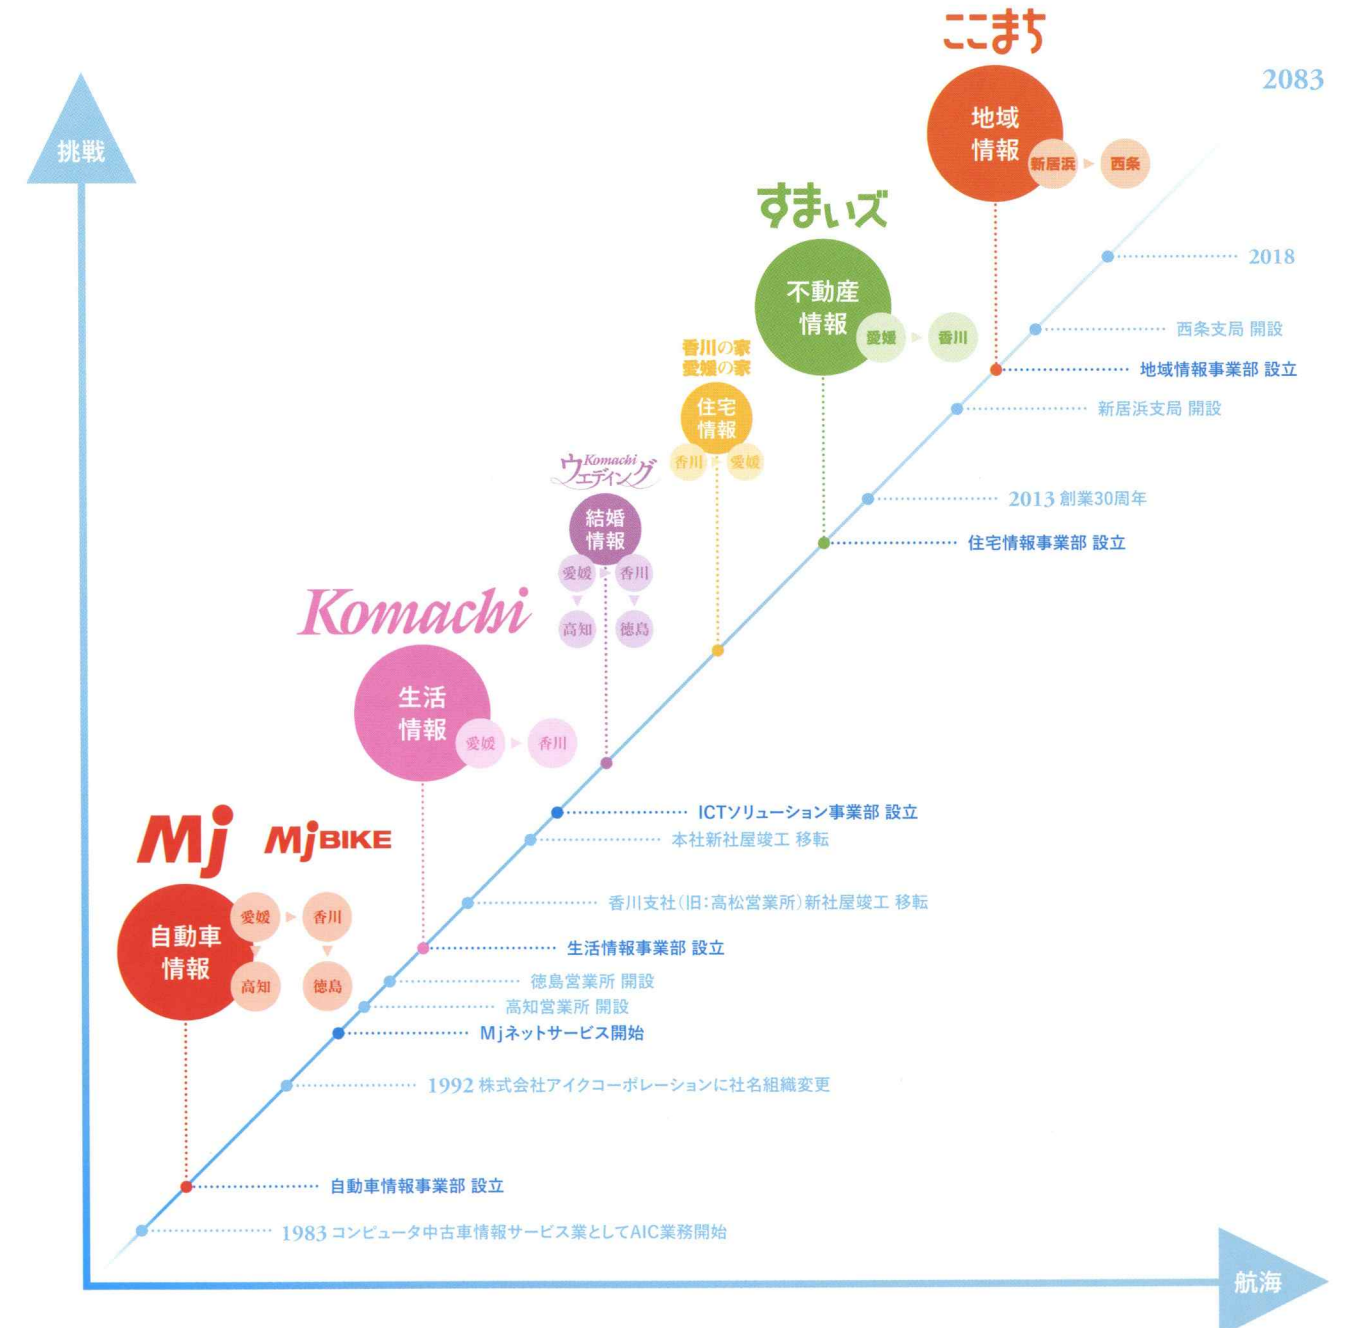 ここまち
2083
地域
情報
新居浜
西条
挑戦
すまいズ
不動産
情報
愛媛
香川
2018
西条支局 開設
香川の家
愛媛の家
住宅
情報
香川
愛媛
地域情報事業部 設立
新居浜支局 開設
Komachi
ウエディング
結婚
情報
愛媛
香川
高知
徳島
2013 創業30周年
住宅情報事業部 設立
Komachi
生活
情報
愛媛
香川
ICTソリューション事業部 設立
本社新社屋竣工 移転
Mj
MjBIKE
自動車
情報
愛媛
香川
高知
徳島
香川支社(旧:高松営業所)新社屋竣工 移転
生活情報事業部 設立
徳島営業所 開設
高知営業所 開設
Mjネットサービス開始
1992 株式会社アイクコーポレーションに社名組織変更
自動車情報事業部 設立
1983 コンピュータ中古車情報サービス業としてAIC業務開始
航海